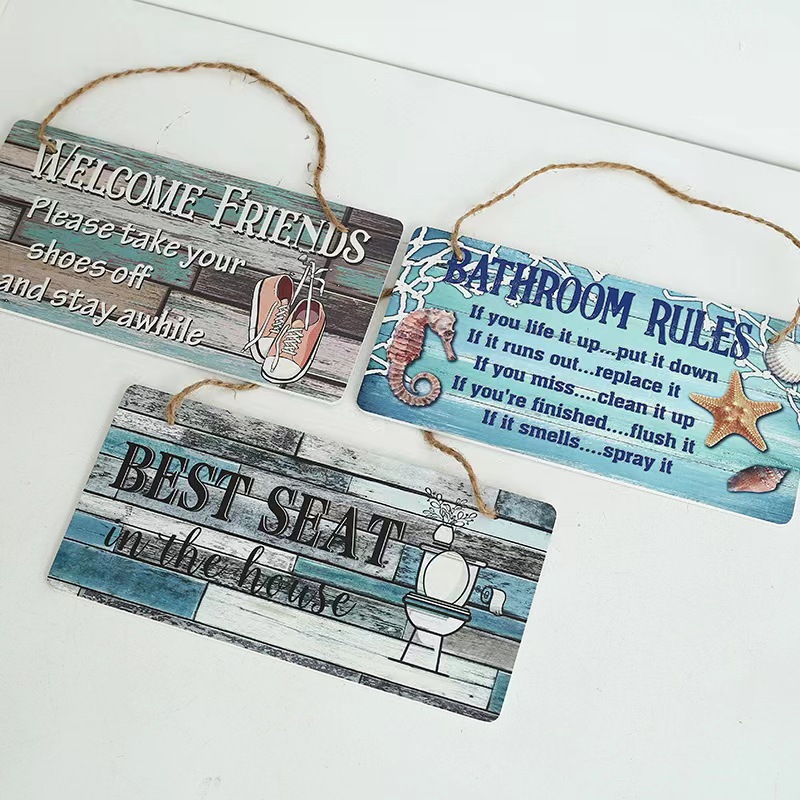 WELCOME FRIENDS
Please take your
shoes off
and stay awhile
BATHROOM RULES
If you life it up...put it down
If it runs out...replace it
If you miss....clean it up
If you're finished....flush it
If it smells....spray it
BEST SEAT
in the house